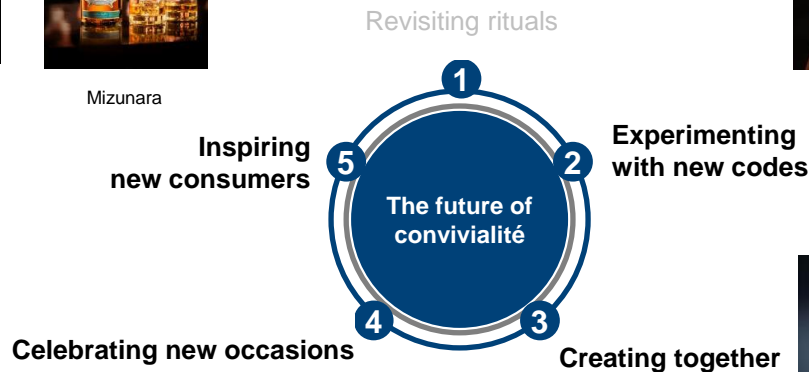 Revisiting rituals
1
Mizunara
Inspiring
new consumers
5
2
Experimenting
with new codes
The future of
convivialité
4
3
Celebrating new occasions
Creating together